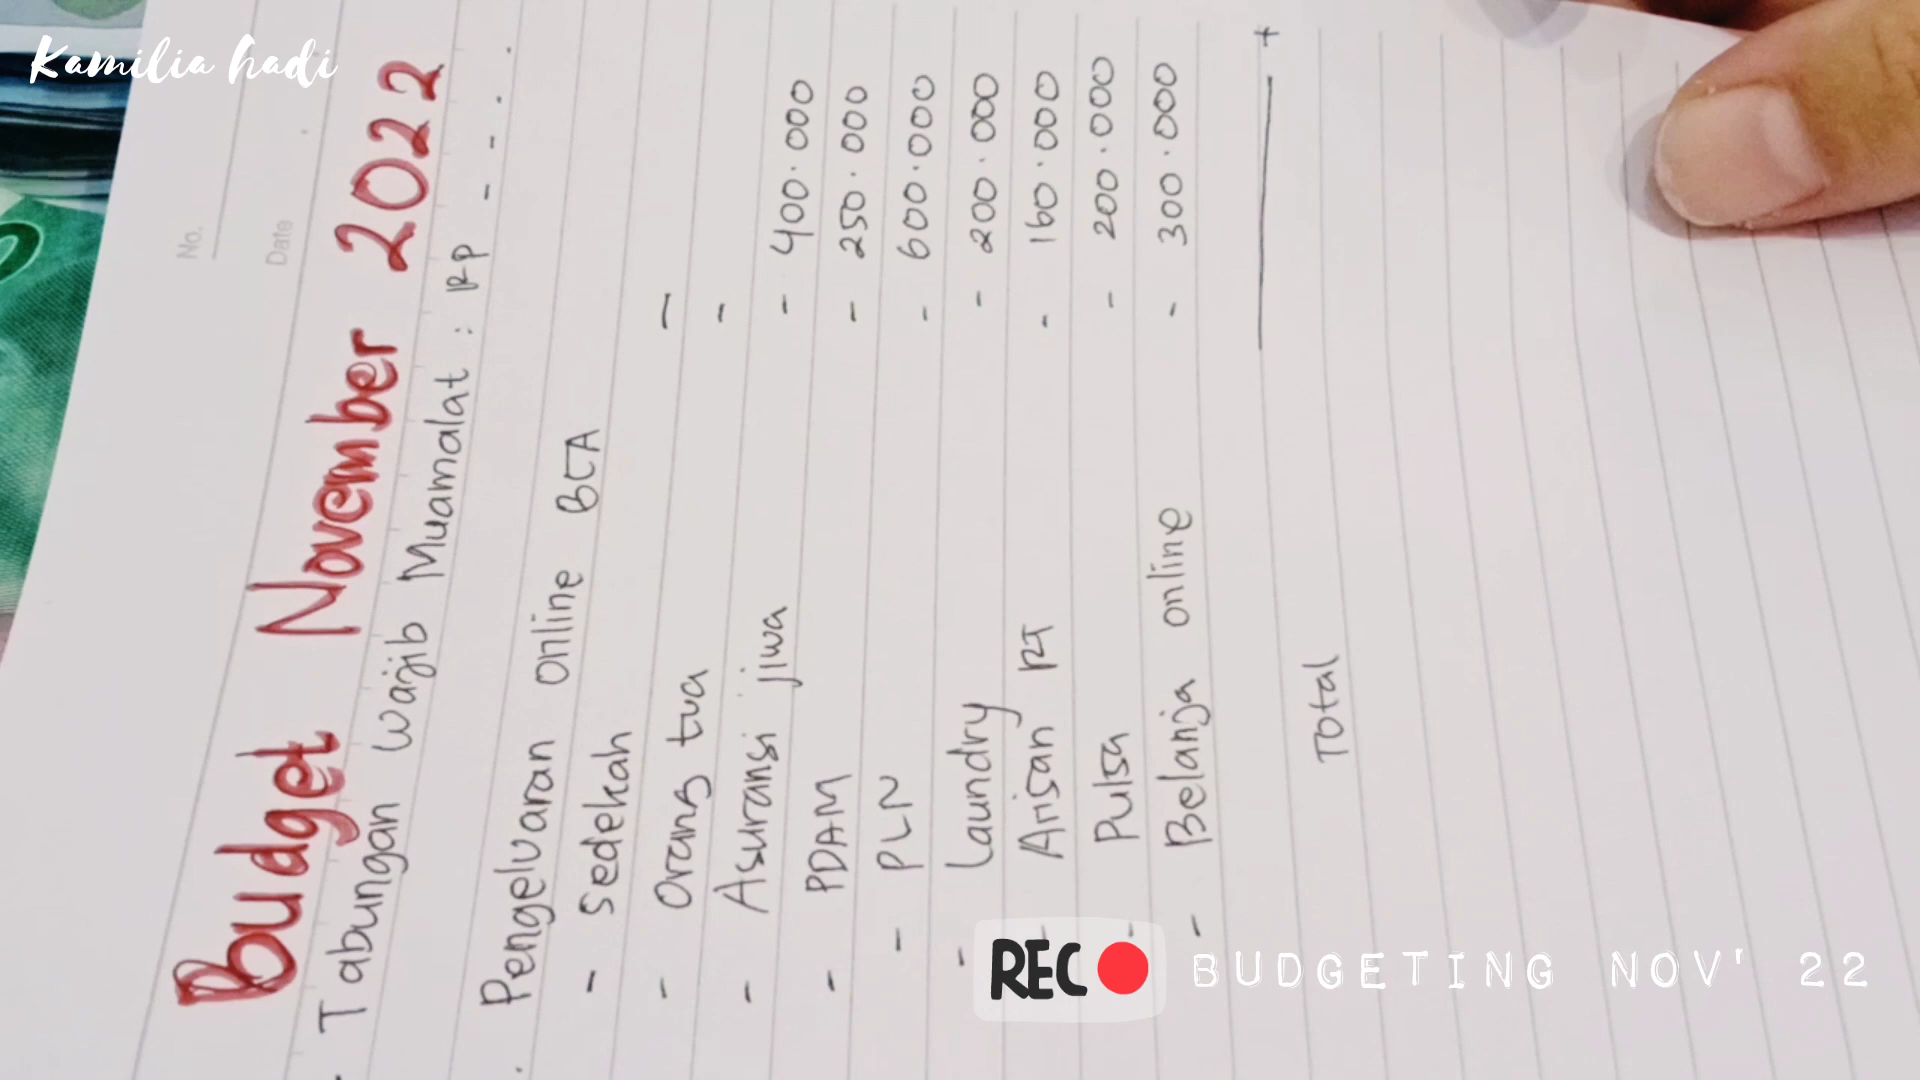 Kamilia hadi
No.
Date
Budget November 2022
- Tabungan wajib Muamalat : Rp - - - .
. Pengeluaran online BCA
- Sedekah -
- Orang tua -
- Asuransi jiwa - 400.000
- PDAM - 250.000
- PLN - 600.000
- Laundry - 200.000
- Arisan RT - 160.000
- Pulsa - 200.000
- Belanja online - 300.000
+
Total
REC
BUDGETING NOV' 22